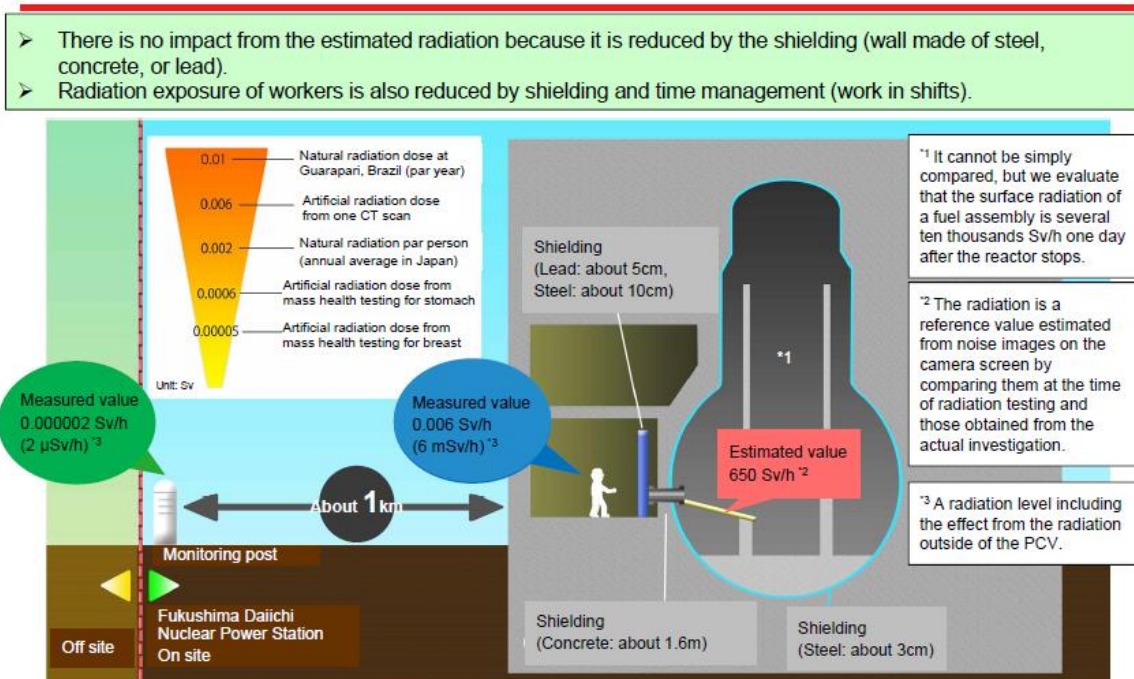 ➢ There is no impact from the estimated radiation because it is reduced by the shielding (wall made of steel,
concrete, or lead).
➢ Radiation exposure of workers is also reduced by shielding and time management (work in shifts).
0.01
Natural radiation dose at
Guarapari, Brazil (par year)
0.006
Artificial radiation dose
from one CT scan
0.002
Natural radiation par person
(annual average in Japan)
0.0006
Artificial radiation dose from
mass health testing for stomach
0.00005
Artificial radiation dose from
mass health testing for breast
Unit: Sv
Measured value
0.000002 Sv/h
(2 μSv/h) *3
Measured value
0.006 Sv/h
(6 mSv/h) *3
Shielding
(Lead: about 5cm,
Steel: about 10cm)
*1
Estimated value
650 Sv/h *2
About 1km
Monitoring post
Off site
Fukushima Daiichi
Nuclear Power Station
On site
Shielding
(Concrete: about 1.6m)
Shielding
(Steel: about 3cm)
*1 It cannot be simply
compared, but we evaluate
that the surface radiation of
a fuel assembly is several
ten thousands Sv/h one day
after the reactor stops.
*2 The radiation is a
reference value estimated
from noise images on the
camera screen by
comparing them at the time
of radiation testing and
those obtained from the
actual investigation.
*3 A radiation level including
the effect from the radiation
outside of the PCV.